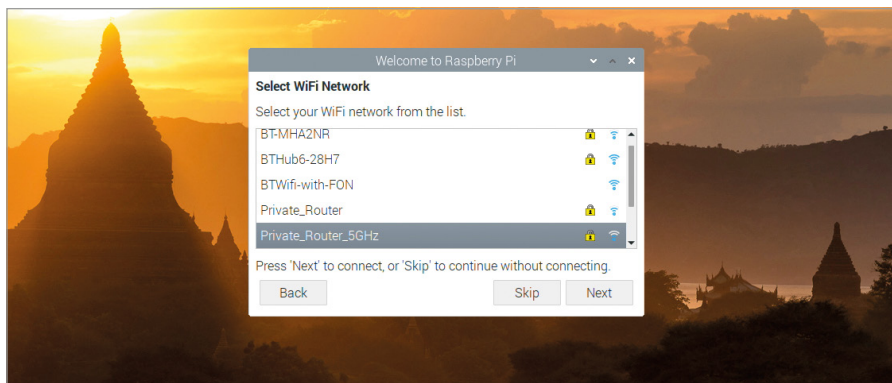 Welcome to Raspberry Pi
Select WiFi Network
Select your WiFi network from the list.
BT-MHA2NR
BTHub6-28H7
BTWifi-with-FON
Private_Router
Private_Router_5GHz
Press 'Next' to connect, or 'Skip' to continue without connecting.
Back Skip Next